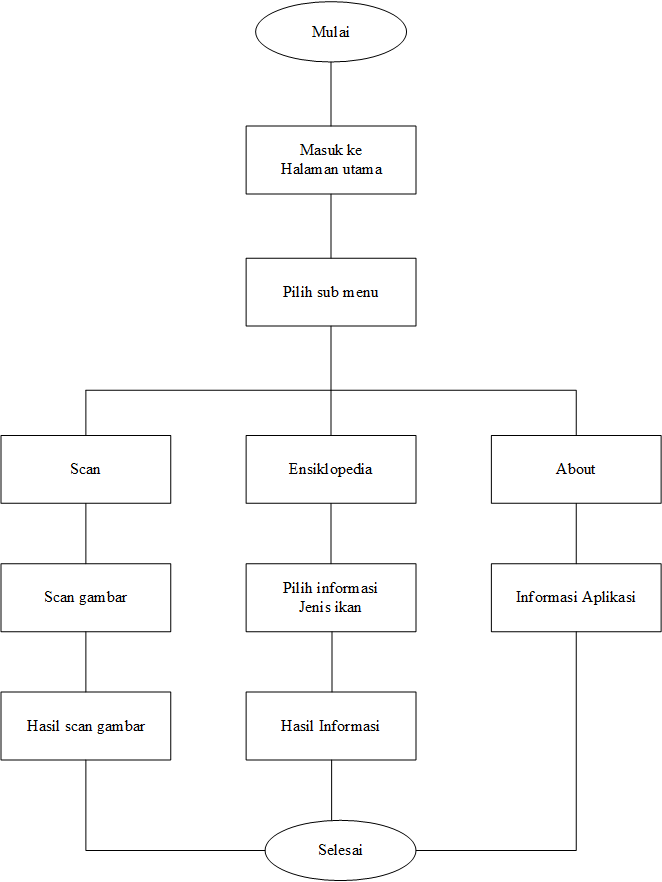 Mulai
Masuk ke
Halaman utama
Pilih sub menu
Scan
Ensiklopedia
About
Scan gambar
Pilih informasi
Jenis ikan
Informasi Aplikasi
Hasil scan gambar
Hasil Informasi
Selesai